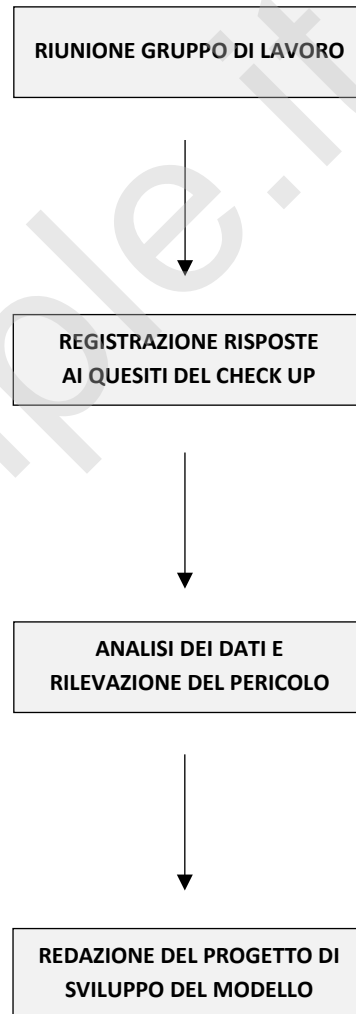 RIUNIONE GRUPPO DI LAVORO
REGISTRAZIONE RISPOSTE
AI QUESITI DEL CHECK UP
ANALISI DEI DATI E
RILEVAZIONE DEL PERICOLO
REDAZIONE DEL PROGETTO DI
SVILUPPO DEL MODELLO